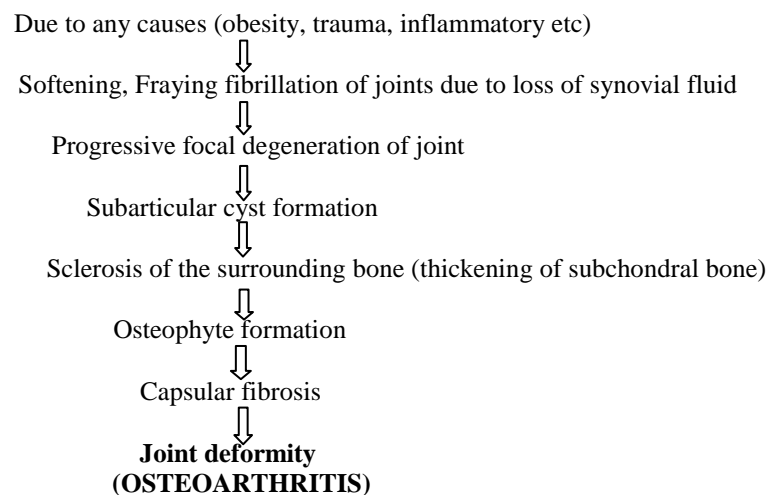 Due to any causes (obesity, trauma, inflammatory etc)
Softening, Fraying fibrillation of joints due to loss of synovial fluid
Progressive focal degeneration of joint
Subarticular cyst formation
Sclerosis of the surrounding bone (thickening of subchondral bone)
Osteophyte formation
Capsular fibrosis
Joint deformity
(OSTEOARTHRITIS)